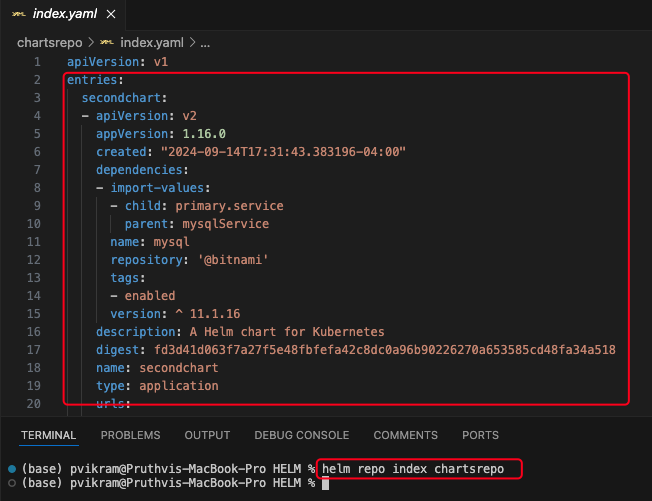 index.yaml
chartsrepo > index.yaml > ...
1 apiVersion: v1
2 entries:
3 secondchart:
4 - apiVersion: v2
5 appVersion: 1.16.0
6 created: "2024-09-14T17:31:43.383196-04:00"
7 dependencies:
8 - import-values:
9 - child: primary.service
10 parent: mysqlService
11 name: mysql
12 repository: '@bitnami'
13 tags:
14 - enabled
15 version: ^ 11.1.16
16 description: A Helm chart for Kubernetes
17 digest: fd3d41d063f7a27f5e48fbfefa42c8dc0a96b90226270a653585cd48fa34a518
18 name: secondchart
19 type: application
20 urls:
TERMINAL PROBLEMS OUTPUT DEBUG CONSOLE COMMENTS PORTS
(base) pvikram@Pruthvis-MacBook-Pro HELM % helm repo index chartsrepo
(base) pvikram@Pruthvis-MacBook-Pro HELM %